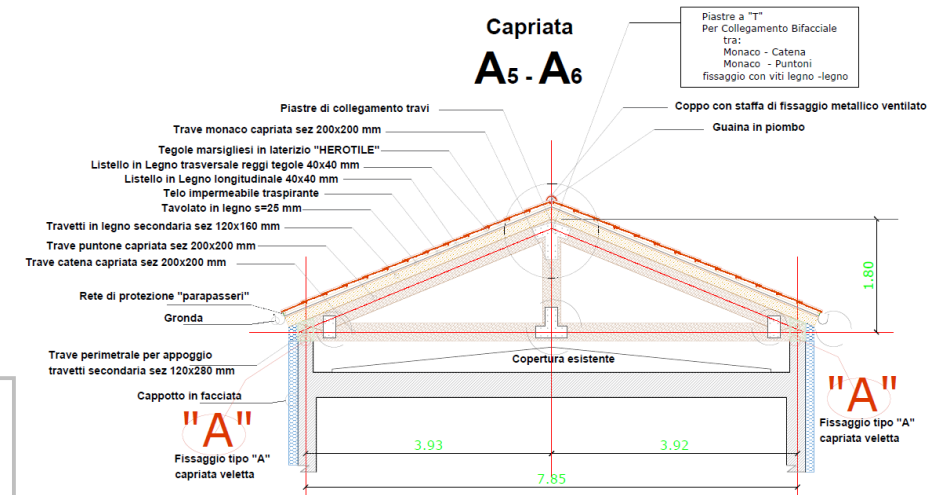 Capriata
A5 - A6
Piastre a "T"
Per Collegamento Bifacciale
tra:
Monaco - Catena
Monaco - Puntoni
fissaggio con viti legno -legno
Piastre di collegamento travi
Coppo con staffa di fissaggio metallico ventilato
Trave monaco capriata sez 200x200 mm
Guaina in piombo
Tegole marsigliesi in laterizio "HEROTILE"
Listello in Legno trasversale reggi tegole 40x40 mm
Listello in Legno longitudinale 40x40 mm
Telo impermeabile traspirante
Tavolato in legno s=25 mm
Travetti in legno secondaria sez 120x160 mm
Trave puntone capriata sez 200x200 mm
Trave catena capriata sez 200x200 mm
1.80
Rete di protezione "parapasseri"
Gronda
Trave perimetrale per appoggio
travetti secondaria sez 120x280 mm
Copertura esistente
Cappotto in facciata
"A"
Fissaggio tipo "A"
capriata veletta
"A"
Fissaggio tipo "A"
capriata veletta
3.93
3.92
7.85